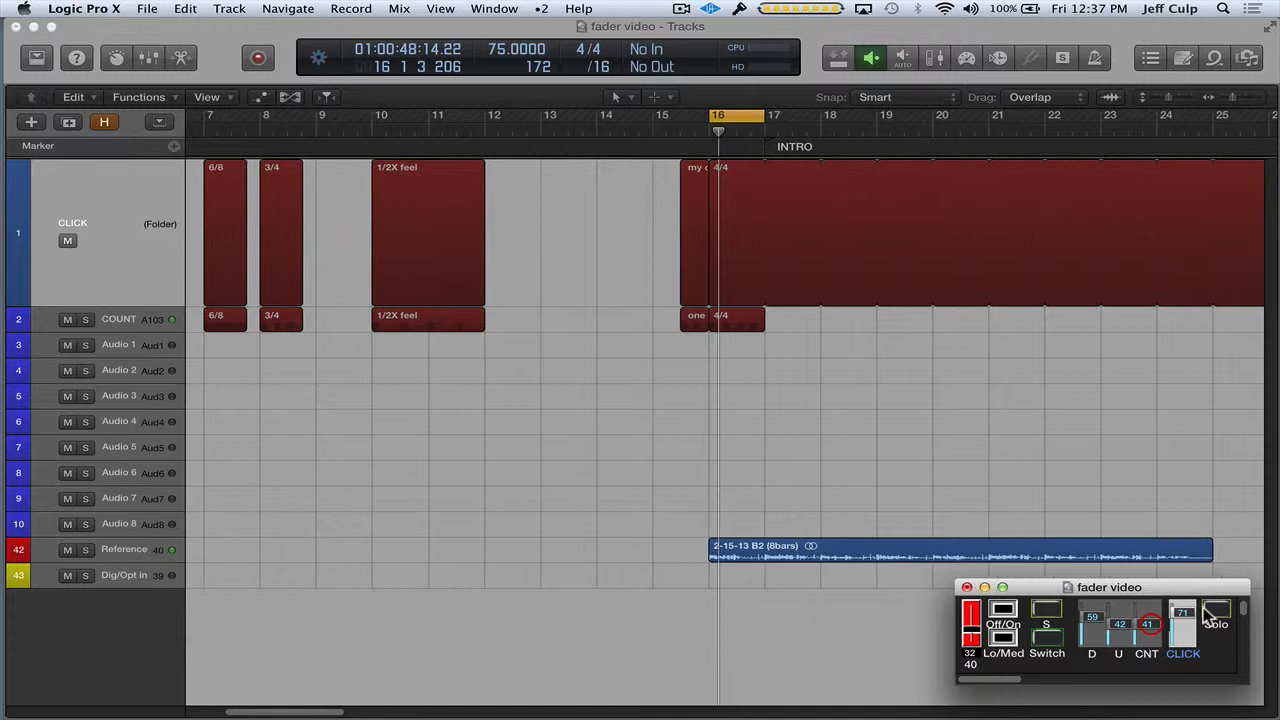 Logic Pro X File Edit Track Navigate Record Mix View Window •2 Help 100% Fri 12:37 PM Jeff Culp
fader video - Tracks
01:00:48:14.22 75.0000 4/4 No In CPU
16 1 3 206 172 /16 No Out HD
Edit Functions View Snap: Smart Drag: Overlap
H 7 8 9 10 11 12 13 14 15 16 17 18 19 20 21 22 23 24 25
Marker INTRO
6/8 3/4 1/2X feel my 4/4
1 CLICK (Folder)
M
2 M S COUNT A103 6/8 3/4 1/2X feel one 4/4
3 M S Audio 1 Aud1
4 M S Audio 2 Aud2
5 M S Audio 3 Aud3
6 M S Audio 4 Aud4
7 M S Audio 5 Aud5
8 M S Audio 6 Aud6
9 M S Audio 7 Aud7
10 M S Audio 8 Aud8
42 M S Reference 40 2-15-13 B2 (8bars)
43 M S Dig/Opt in 39
fader video
59 42 41 71
Off/On S Solo
32 Lo/Med Switch D U CNT CLICK
40